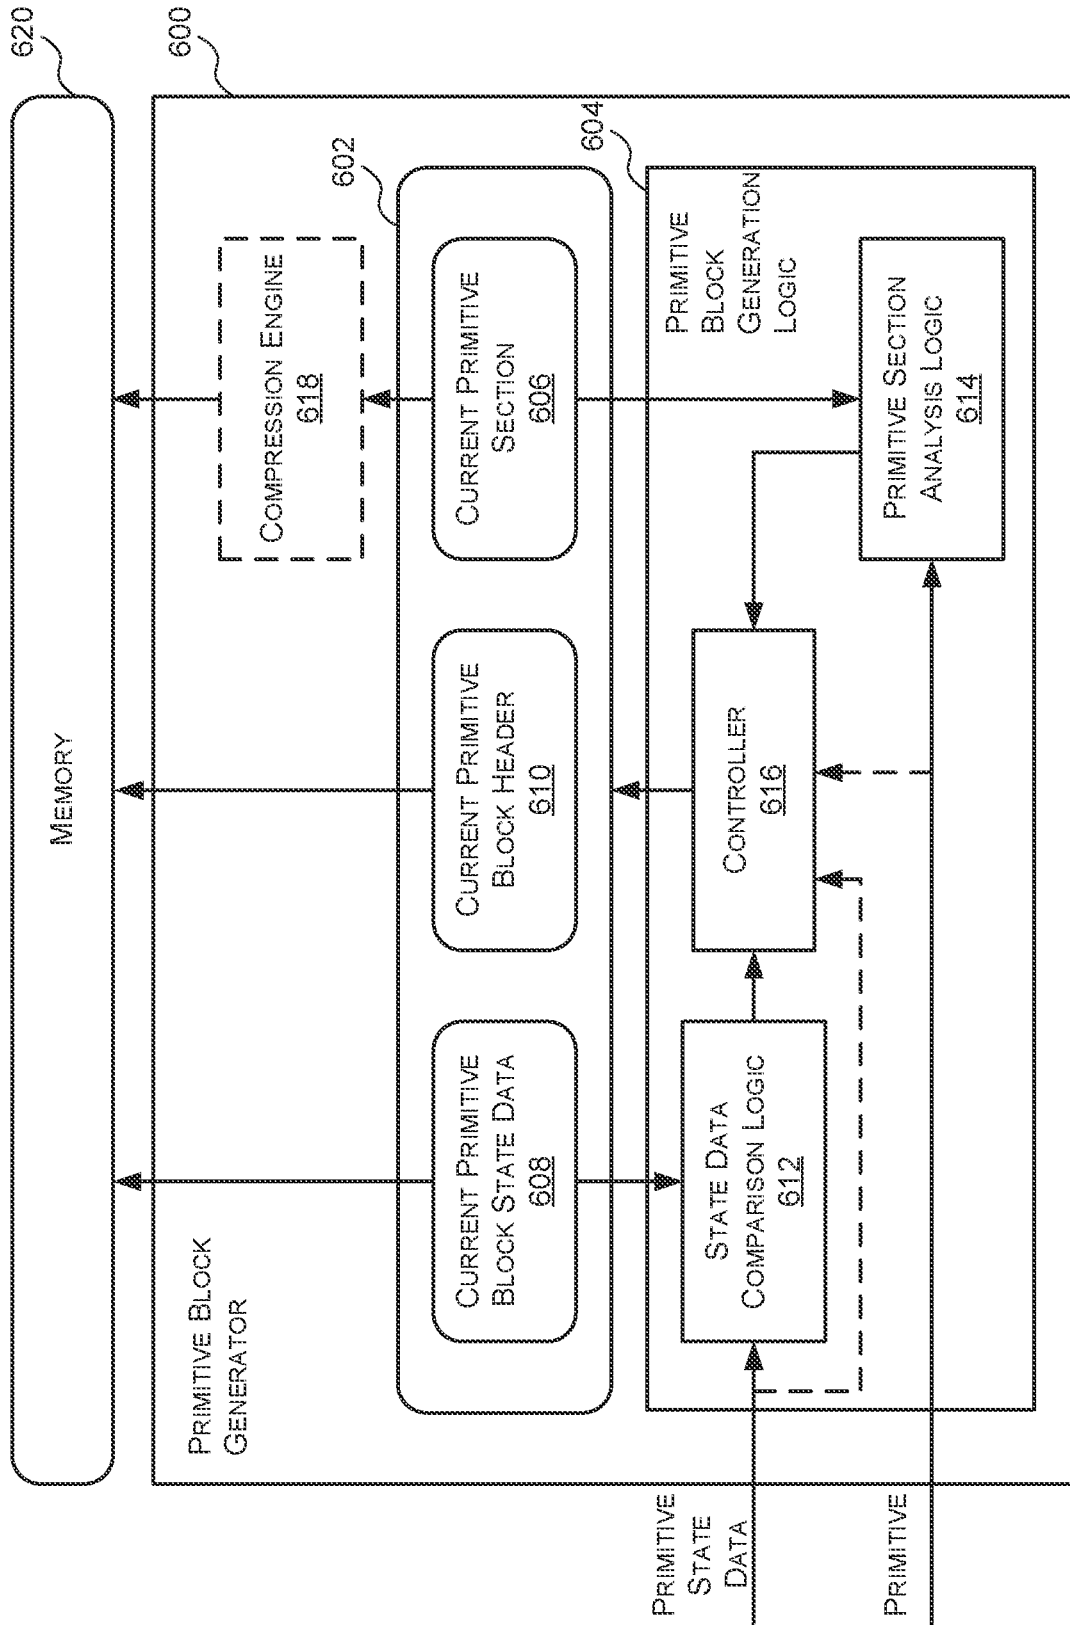 620
MEMORY
600
PRIMITIVE BLOCK
GENERATOR
COMPRESSION ENGINE
618
602
CURRENT PRIMITIVE
BLOCK STATE DATA
608
CURRENT PRIMITIVE
BLOCK HEADER
610
CURRENT PRIMITIVE
SECTION
606
604
PRIMITIVE
BLOCK
GENERATION
LOGIC
PRIMITIVE
STATE
DATA
STATE DATA
COMPARISON LOGIC
612
CONTROLLER
616
PRIMITIVE SECTION
ANALYSIS LOGIC
614
PRIMITIVE